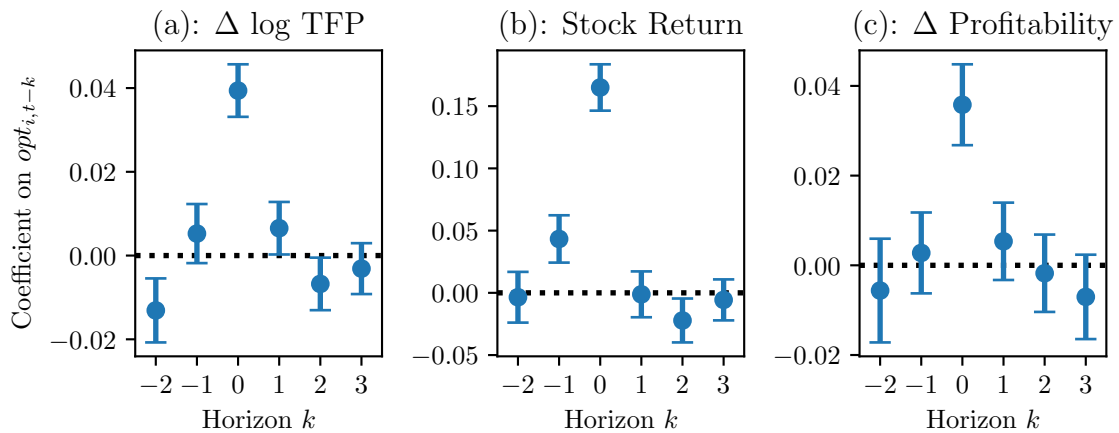 (a): Δ log TFP
(b): Stock Return
(c): Δ Profitability
Coefficient on opt_{i,t−k}
0.04
0.02
0.00
−0.02
−2 −1 0 1 2 3
Horizon k
0.15
0.10
0.05
0.00
−0.05
−2 −1 0 1 2 3
Horizon k
0.04
0.02
0.00
−0.02
−2 −1 0 1 2 3
Horizon k